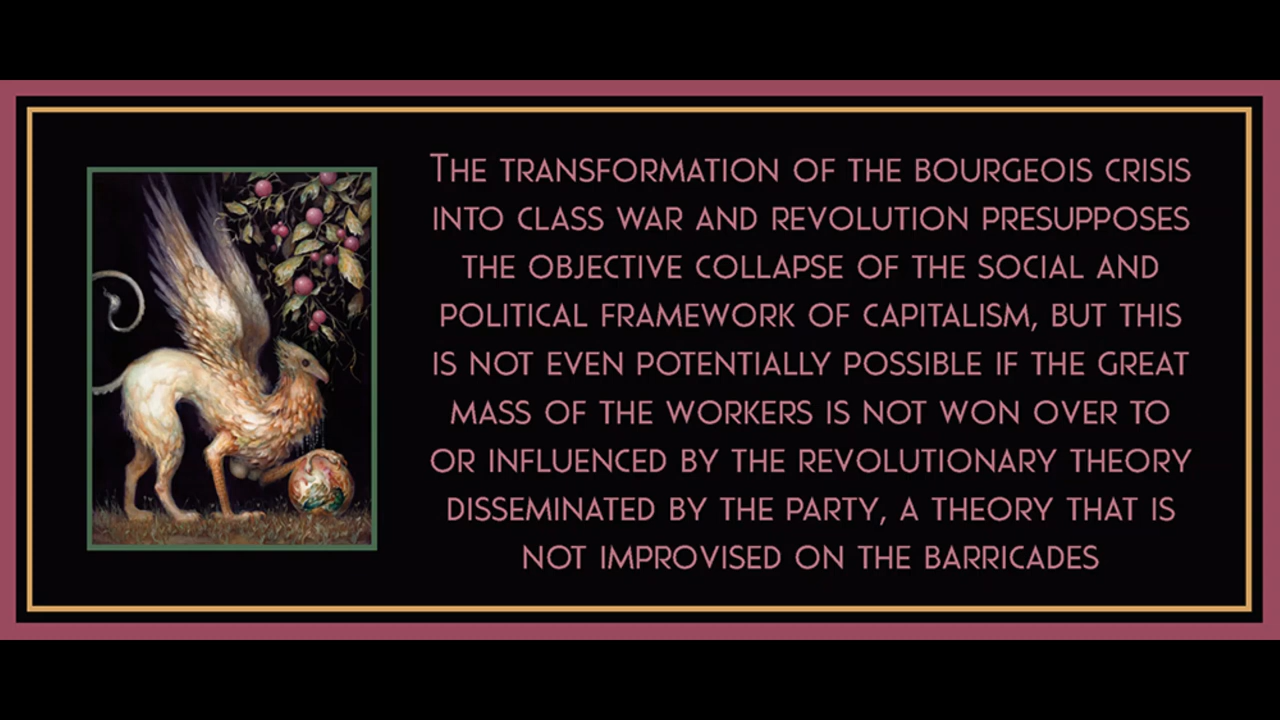 The transformation of the bourgeois crisis
into class war and revolution presupposes
the objective collapse of the social and
political framework of capitalism, but this
is not even potentially possible if the great
mass of the workers is not won over to
or influenced by the revolutionary theory
disseminated by the party, a theory that is
not improvised on the barricades